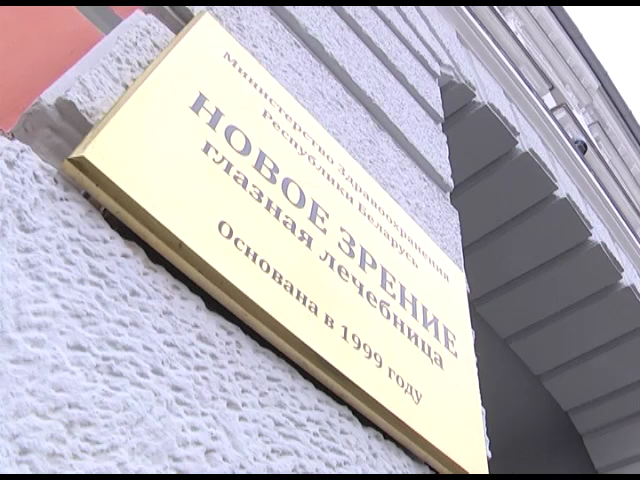 Министерство Здравоохранения
Республики Беларусь
НОВОЕ ЗРЕНИЕ
глазная лечебница
Основана в 1999 году